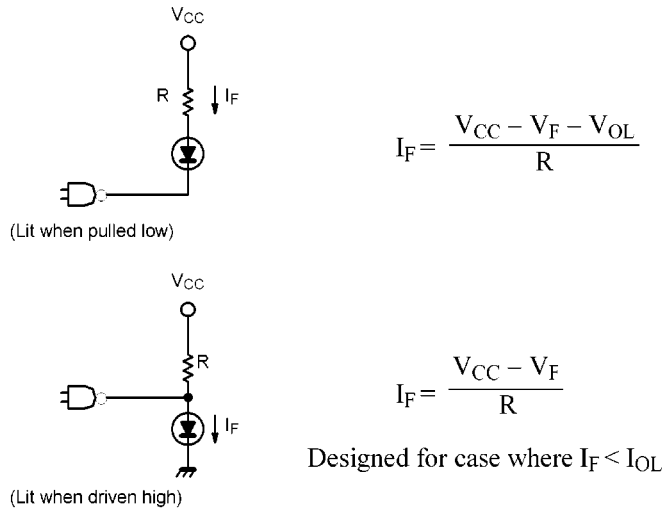 VCC
R
IF
IF = VCC – VF – VOL
R
(Lit when pulled low)
VCC
R
IF
IF = VCC – VF
R
Designed for case where IF < IOL
(Lit when driven high)